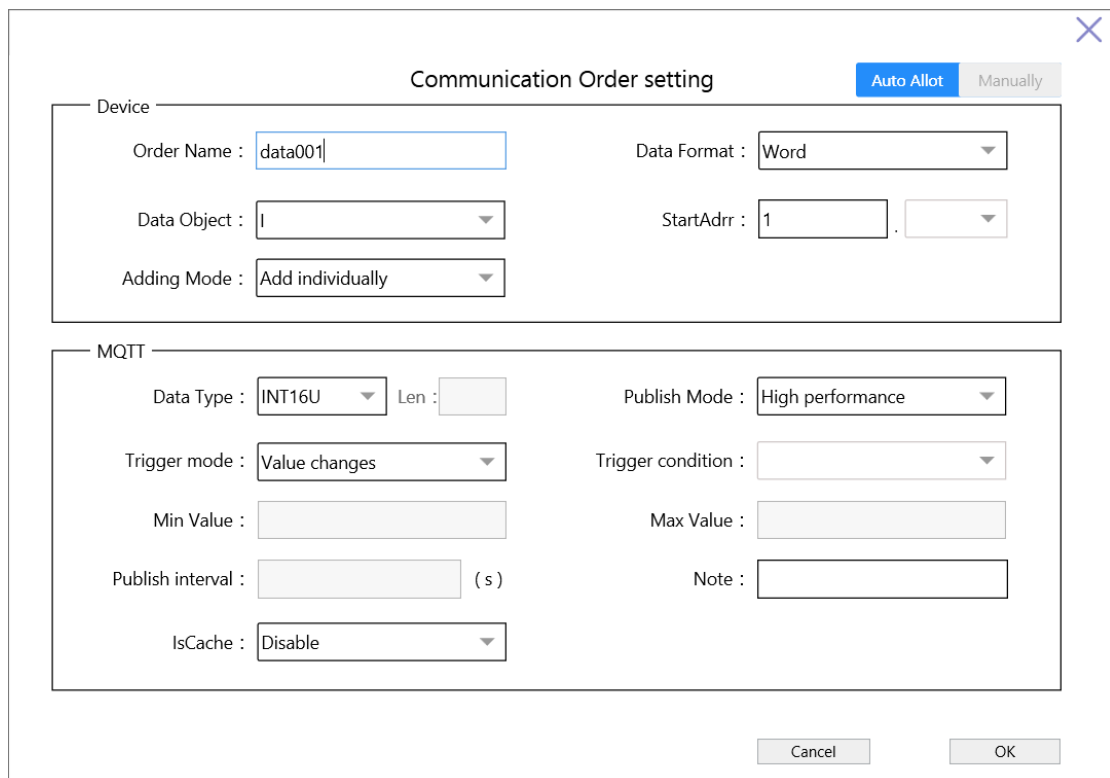 Communication Order setting
Auto Allot Manually
Device
Order Name : data001
Data Format : Word
Data Object : I
StartAdrr : 1 .
Adding Mode : Add individually
MQTT
Data Type : INT16U Len :
Publish Mode : High performance
Trigger mode : Value changes
Trigger condition :
Min Value :
Max Value :
Publish interval : ( s )
Note :
IsCache : Disable
Cancel OK